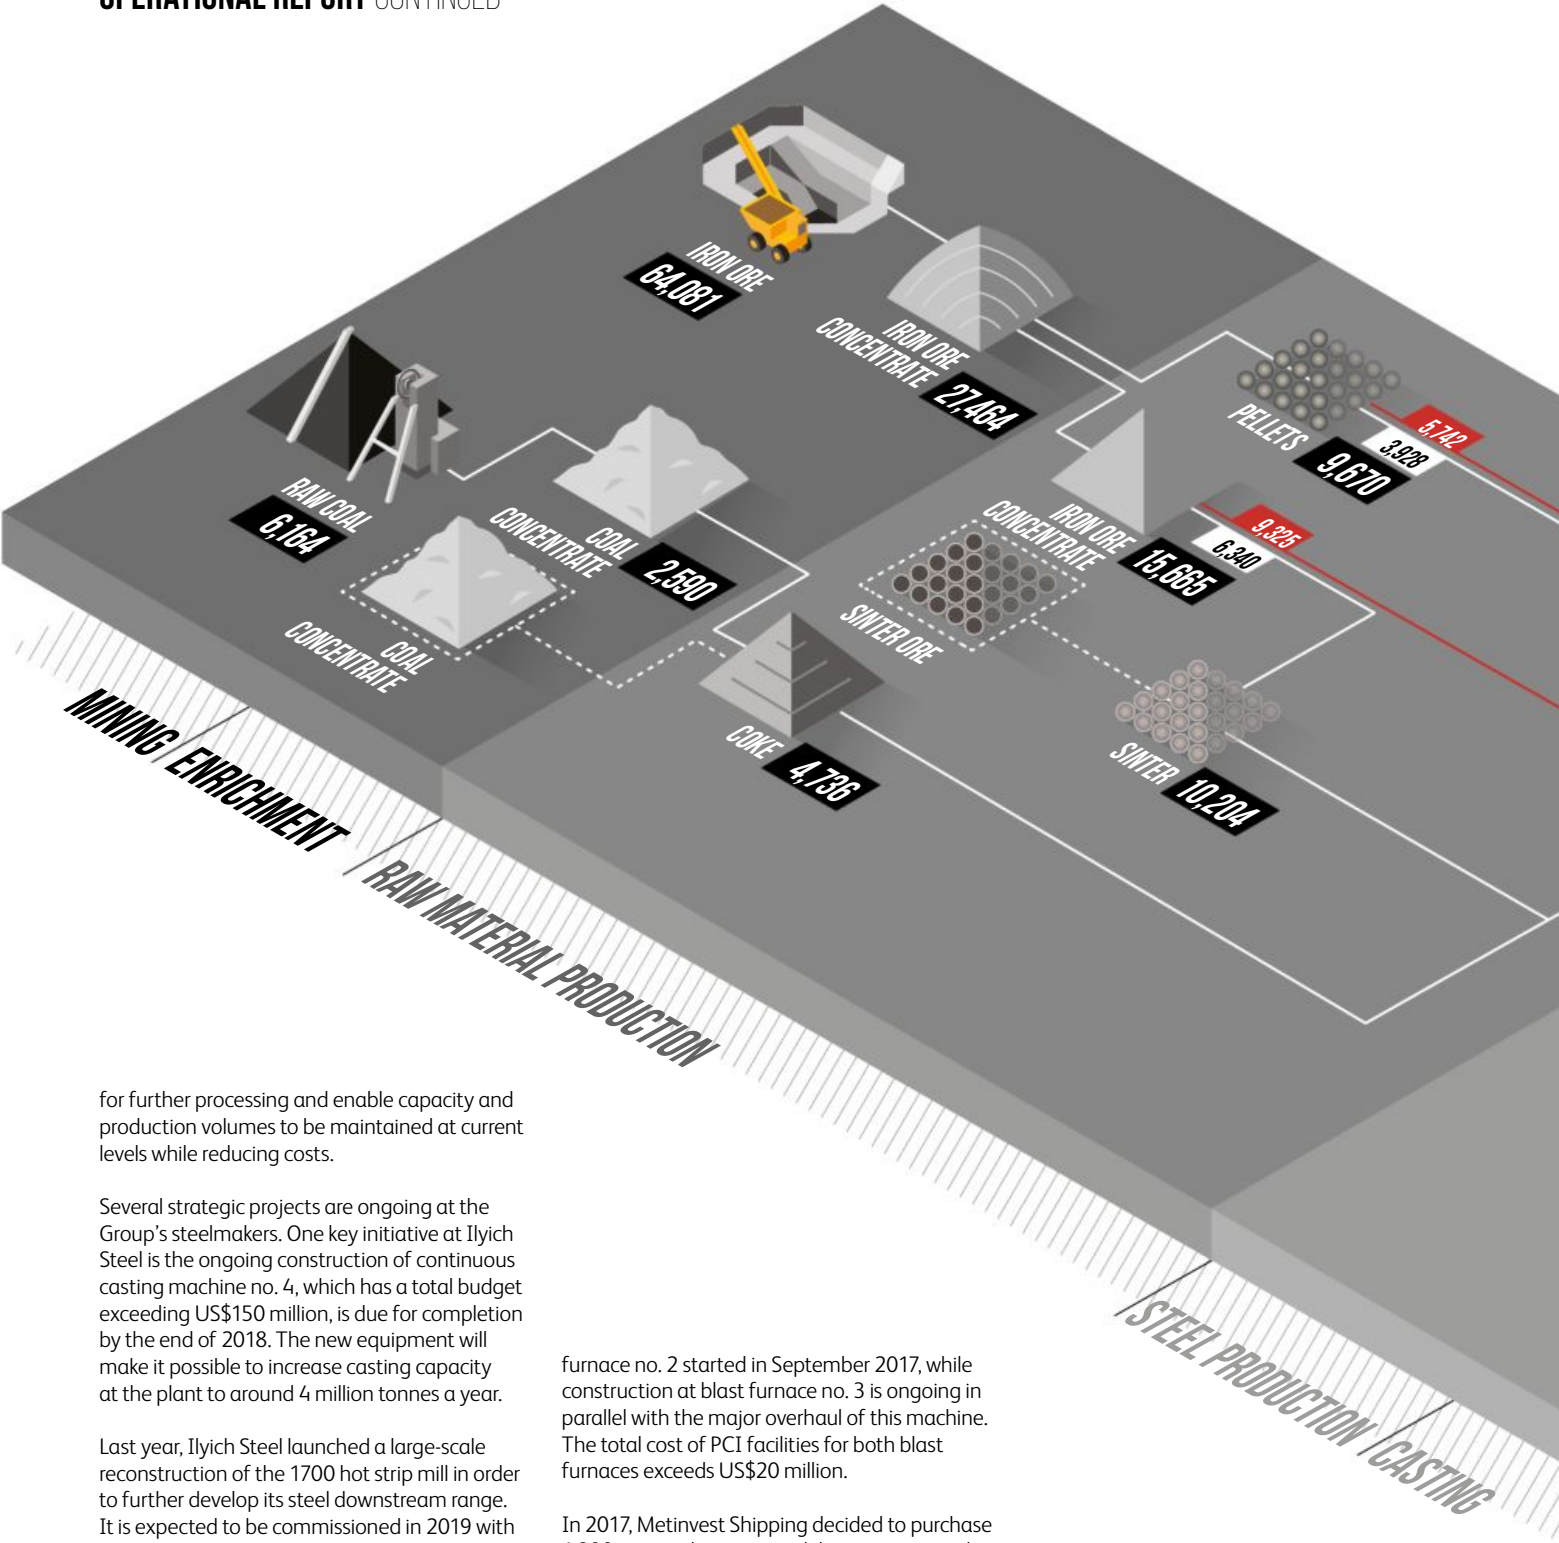 OPERATIONAL REPORT CONTINUED
IRON ORE
64,081
IRON ORE
CONCENTRATE
27,464
PELLETS
9,670
5,742
3,928
RAW COAL
6,164
COAL
CONCENTRATE
2,590
IRON ORE
CONCENTRATE
15,665
9,325
6,340
SINTER ORE
COAL
CONCENTRATE
COKE
4,736
SINTER
10,204
MINING
ENRICHMENT
RAW MATERIAL PRODUCTION
STEEL PRODUCTION
CASTING
for further processing and enable capacity and
production volumes to be maintained at current
levels while reducing costs.
Several strategic projects are ongoing at the
Group's steelmakers. One key initiative at Ilyich
Steel is the ongoing construction of continuous
casting machine no. 4, which has a total budget
exceeding US$150 million, is due for completion
by the end of 2018. The new equipment will
make it possible to increase casting capacity
at the plant to around 4 million tonnes a year.
Last year, Ilyich Steel launched a large-scale
reconstruction of the 1700 hot strip mill in order
to further develop its steel downstream range.
It is expected to be commissioned in 2019 with
furnace no. 2 started in September 2017, while
construction at blast furnace no. 3 is ongoing in
parallel with the major overhaul of this machine.
The total cost of PCI facilities for both blast
furnaces exceeds US$20 million.
In 2017, Metinvest Shipping decided to purchase